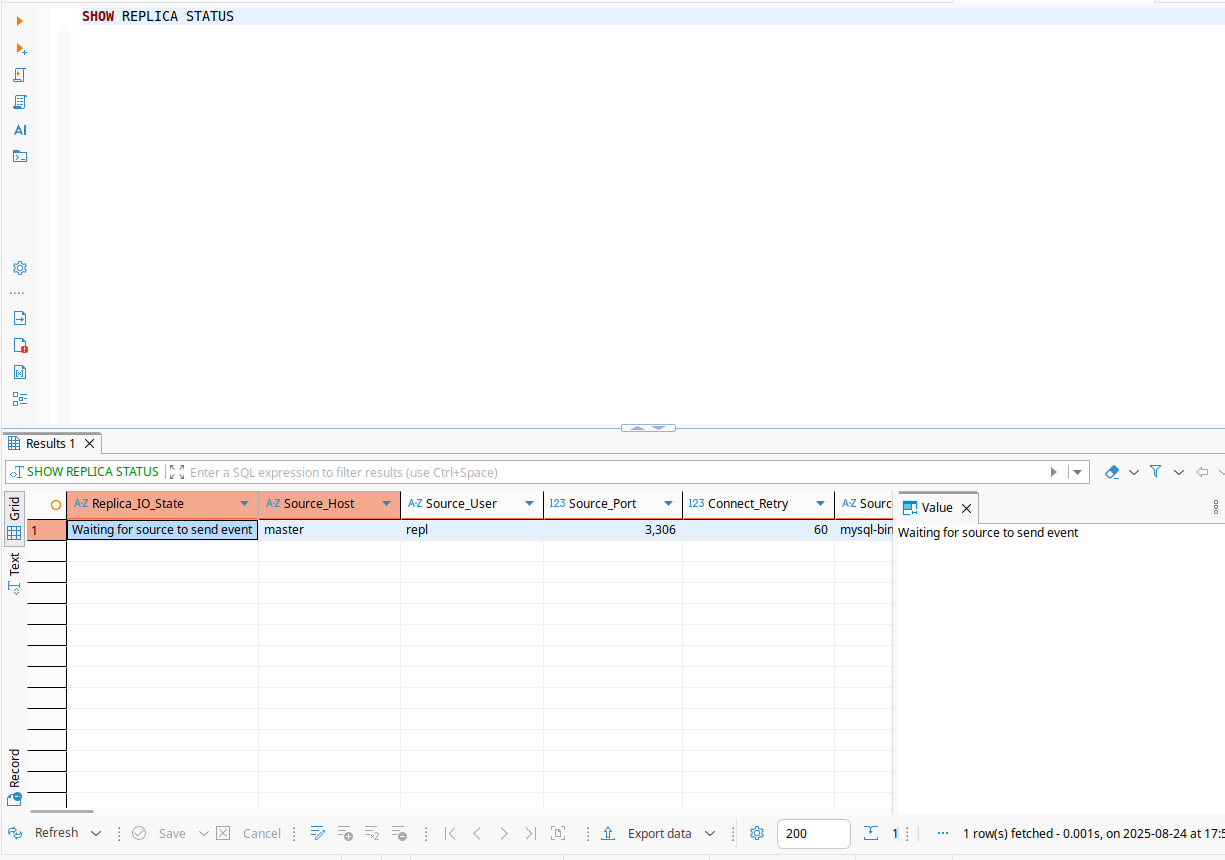 SHOW REPLICA STATUS
AI
Results 1
SHOW REPLICA STATUS Enter a SQL expression to filter results (use Ctrl+Space)
Grid
Text
Record
A-Z Replica_IO_State A-Z Source_Host A-Z Source_User 123 Source_Port 123 Connect_Retry A-Z Sourc
1 Waiting for source to send event master repl 3,306 60 mysql-bin
Value
Waiting for source to send event
Refresh Save Cancel Export data 200 1 ... 1 row(s) fetched - 0.001s, on 2025-08-24 at 17:5